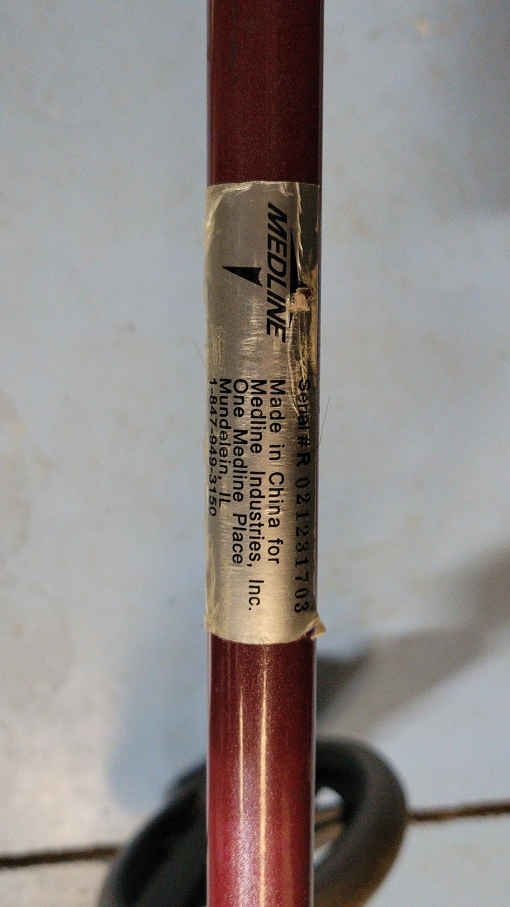 MEDLINE
Serial # R 021231703
Made in China for
Medline Industries, Inc.
One Medline Place
Mundelein, IL
1-847-949-3150